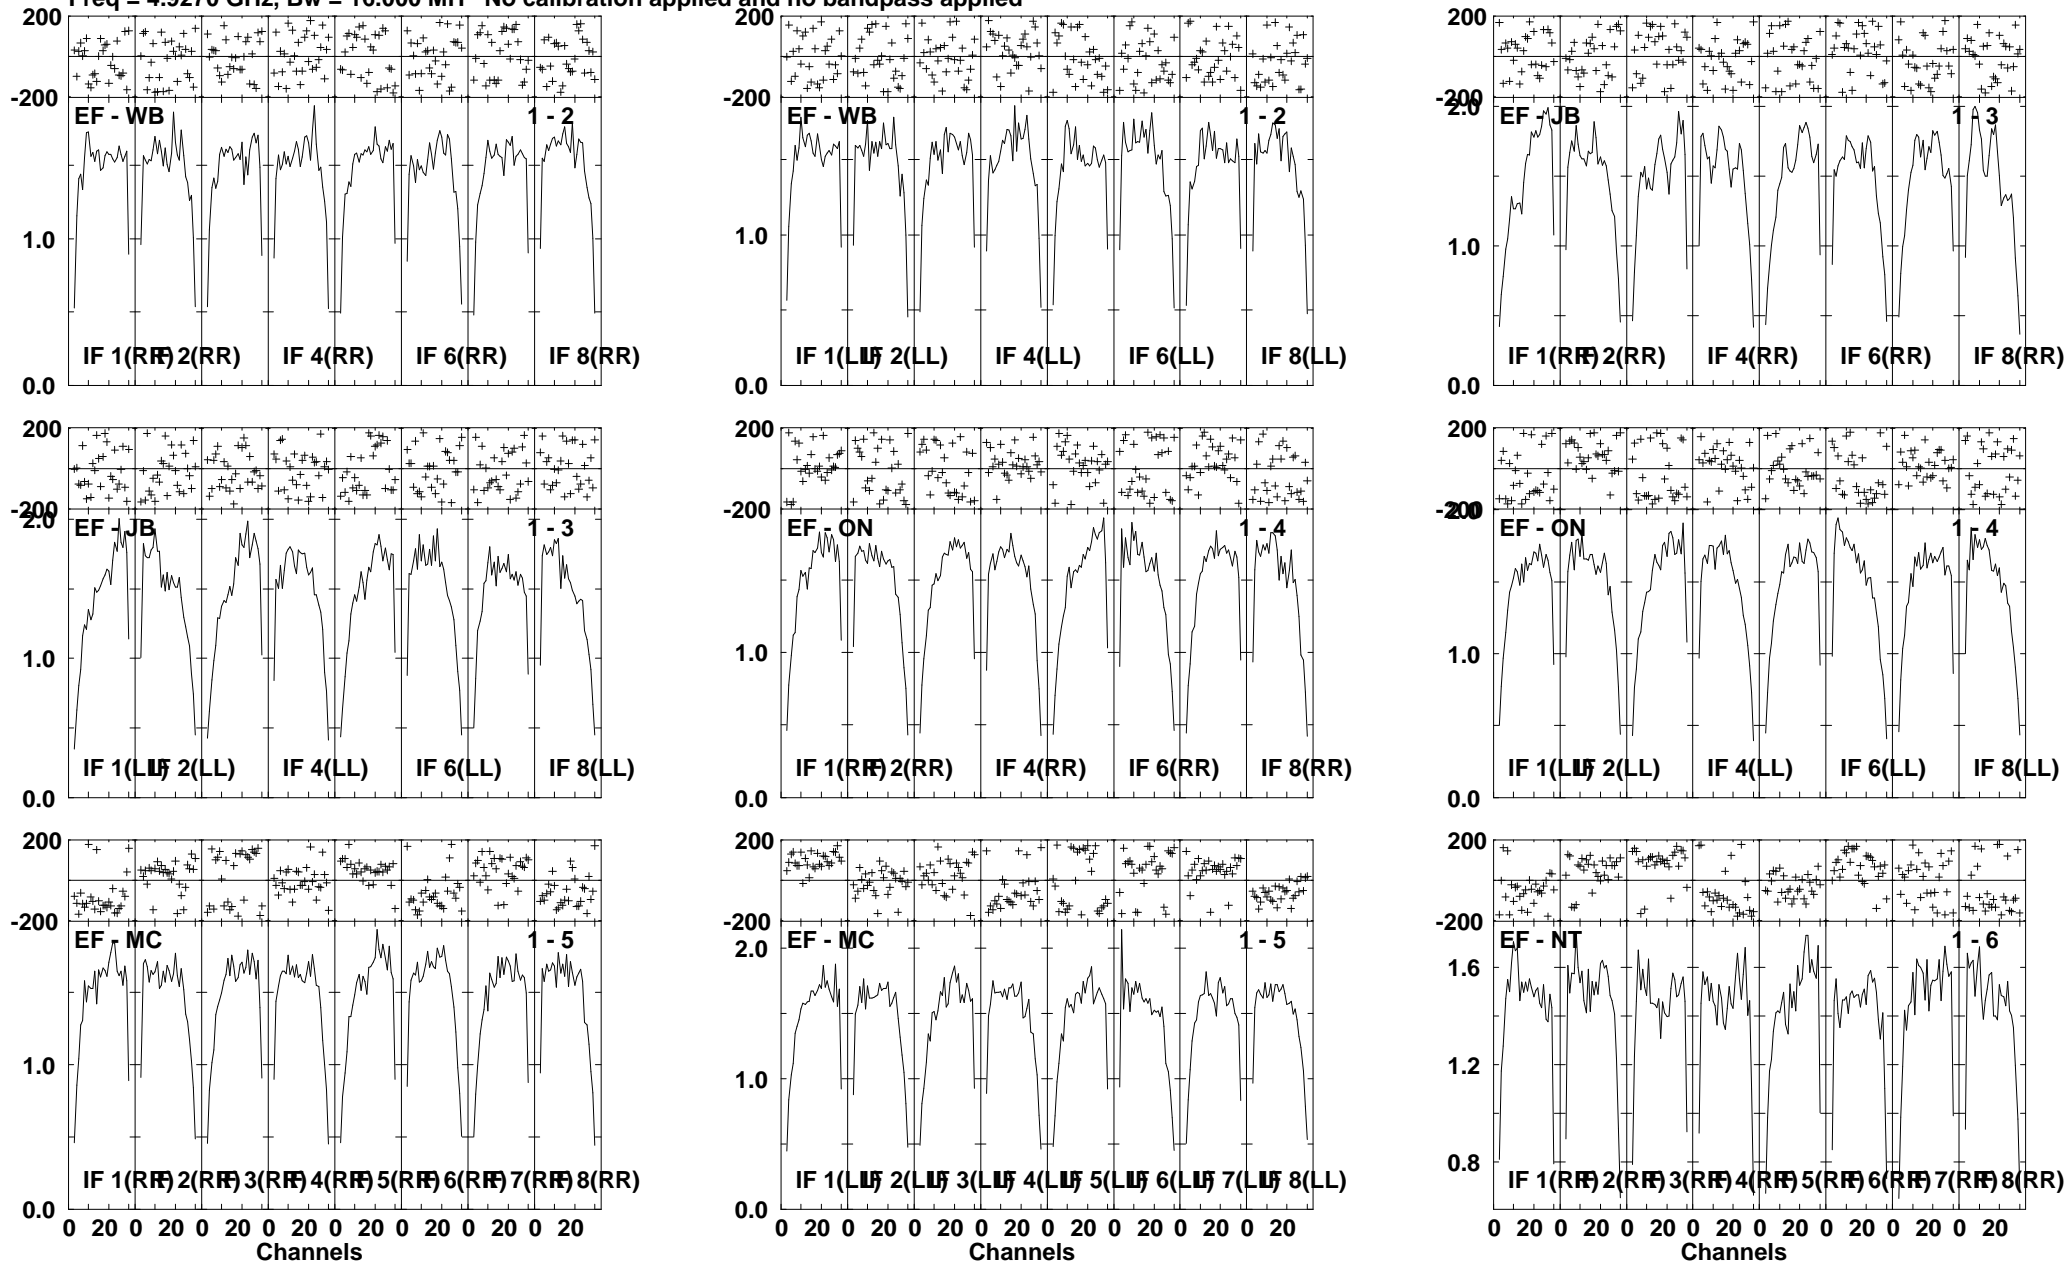 Freq = GHz, Bw = 16.000 MH No calibration applied and no bandpass applied
200 200 200
-200 -200 -200
EF - WB 1 - 2 EF - WB 1 - 2 2.0 EF - JB 1 - 3
1.0 1.0 1.0
IF 1(RR) IF 2(RR) IF 4(RR) IF 6(RR) IF 8(RR) IF 1(LL) IF 2(LL) IF 4(LL) IF 6(LL) IF 8(LL) IF 1(RR) IF 2(RR) IF 4(RR) IF 6(RR) IF 8(RR)
0.0 0.0 0.0
200 200 200
-200 -200 -200
2.0 EF - JB 1 - 3 EF - ON 1 - 4 2.0 EF - ON 1 - 4
1.0 1.0 1.0
IF 1(LL) IF 2(LL) IF 4(LL) IF 6(LL) IF 8(LL) IF 1(RR) IF 2(RR) IF 4(RR) IF 6(RR) IF 8(RR) IF 1(LL) IF 2(LL) IF 4(LL) IF 6(LL) IF 8(LL)
0.0 0.0 0.0
200 200 200
-200 -200 -200
EF - MC 1 - 5 EF - MC 1 - 5 EF - NT 1 - 6
2.0 1.6
1.0 1.0 1.2
0.8
IF 1(RR) IF 2(RR) IF 3(RR) IF 4(RR) IF 5(RR) IF 6(RR) IF 7(RR) IF 8(RR) IF 1(LL) IF 2(LL) IF 3(LL) IF 4(LL) IF 5(LL) IF 6(LL) IF 7(LL) IF 8(LL) IF 1(RR) IF 2(RR) IF 3(RR) IF 4(RR) IF 5(RR) IF 6(RR) IF 7(RR) IF 8(RR)
0.0 0.0
0 20 0 20 0 20 0 20 0 20 0 20 0 20 0 20 0 20 0 20 0 20 0 20 0 20 0 20 0 20 0 20 0 20 0 20 0 20 0 20 0 20 0 20 0 20 0 20
Channels Channels Channels